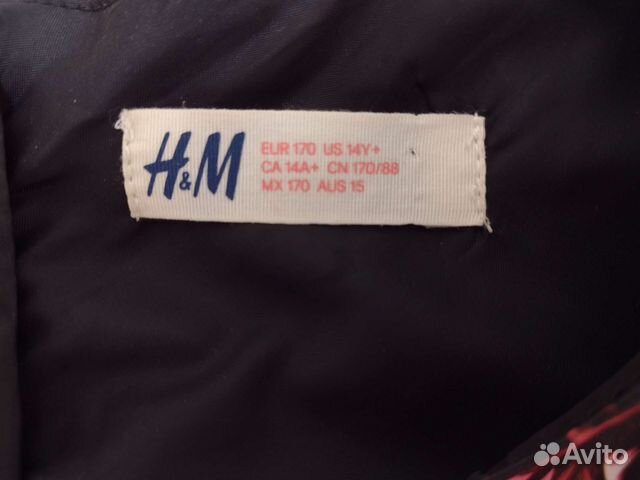 H&M
EUR 170 US 14Y+
CA 14A+ CN 170/88
MX 170 AUS 15
Avito